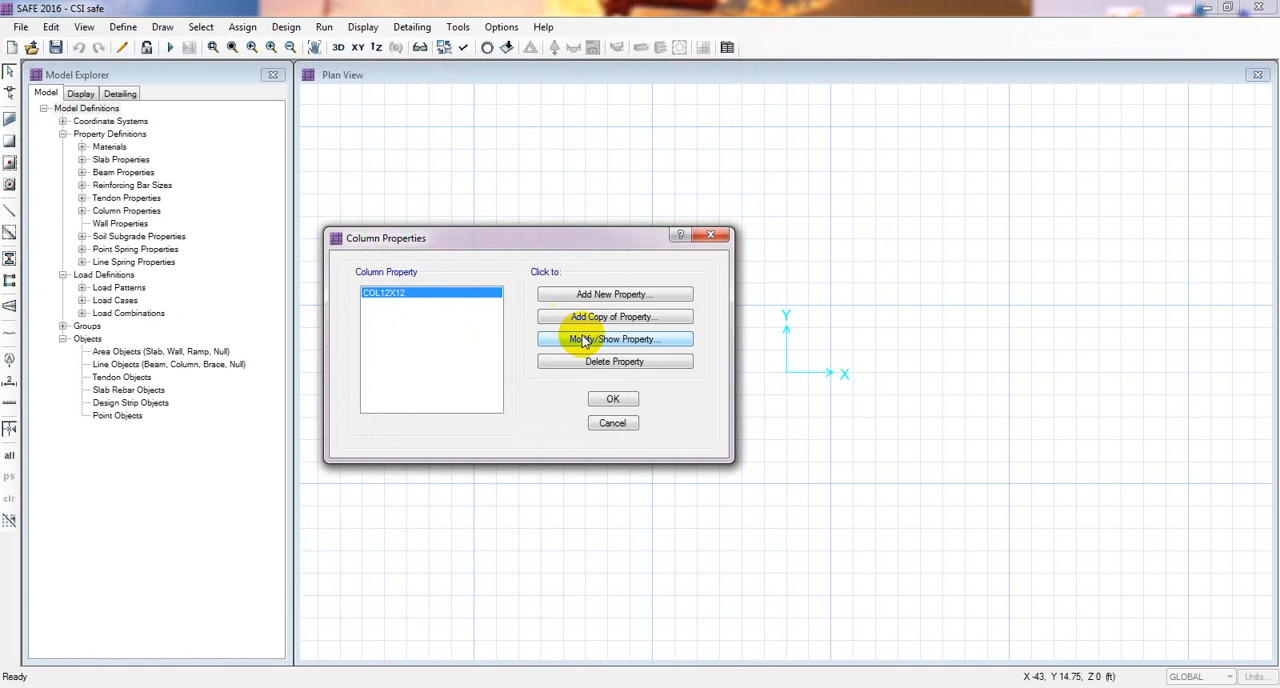 SAFE 2016 - CSI safe
File Edit View Define Draw Select Assign Design Run Display Detailing Tools Options Help
3D XY
Model Explorer
Plan View
Model Display Detailing
Model Definitions
Coordinate Systems
Property Definitions
Materials
Slab Properties
Beam Properties
Reinforcing Bar Sizes
Tendon Properties
Column Properties
Wall Properties
Soil Subgrade Properties
Point Spring Properties
Line Spring Properties
Load Definitions
Load Patterns
Load Cases
Load Combinations
Groups
Objects
Area Objects (Slab, Wall, Ramp, Null)
Line Objects (Beam, Column, Brace, Null)
Tendon Objects
Slab Rebar Objects
Design Strip Objects
Point Objects
all
ps
clr
Column Properties
Column Property
COL12X12
Click to:
Add New Property...
Add Copy of Property...
Modify/Show Property...
Delete Property
OK
Cancel
Y
X
Ready
X -43, Y 14.75, Z 0 (ft)
GLOBAL
Units...